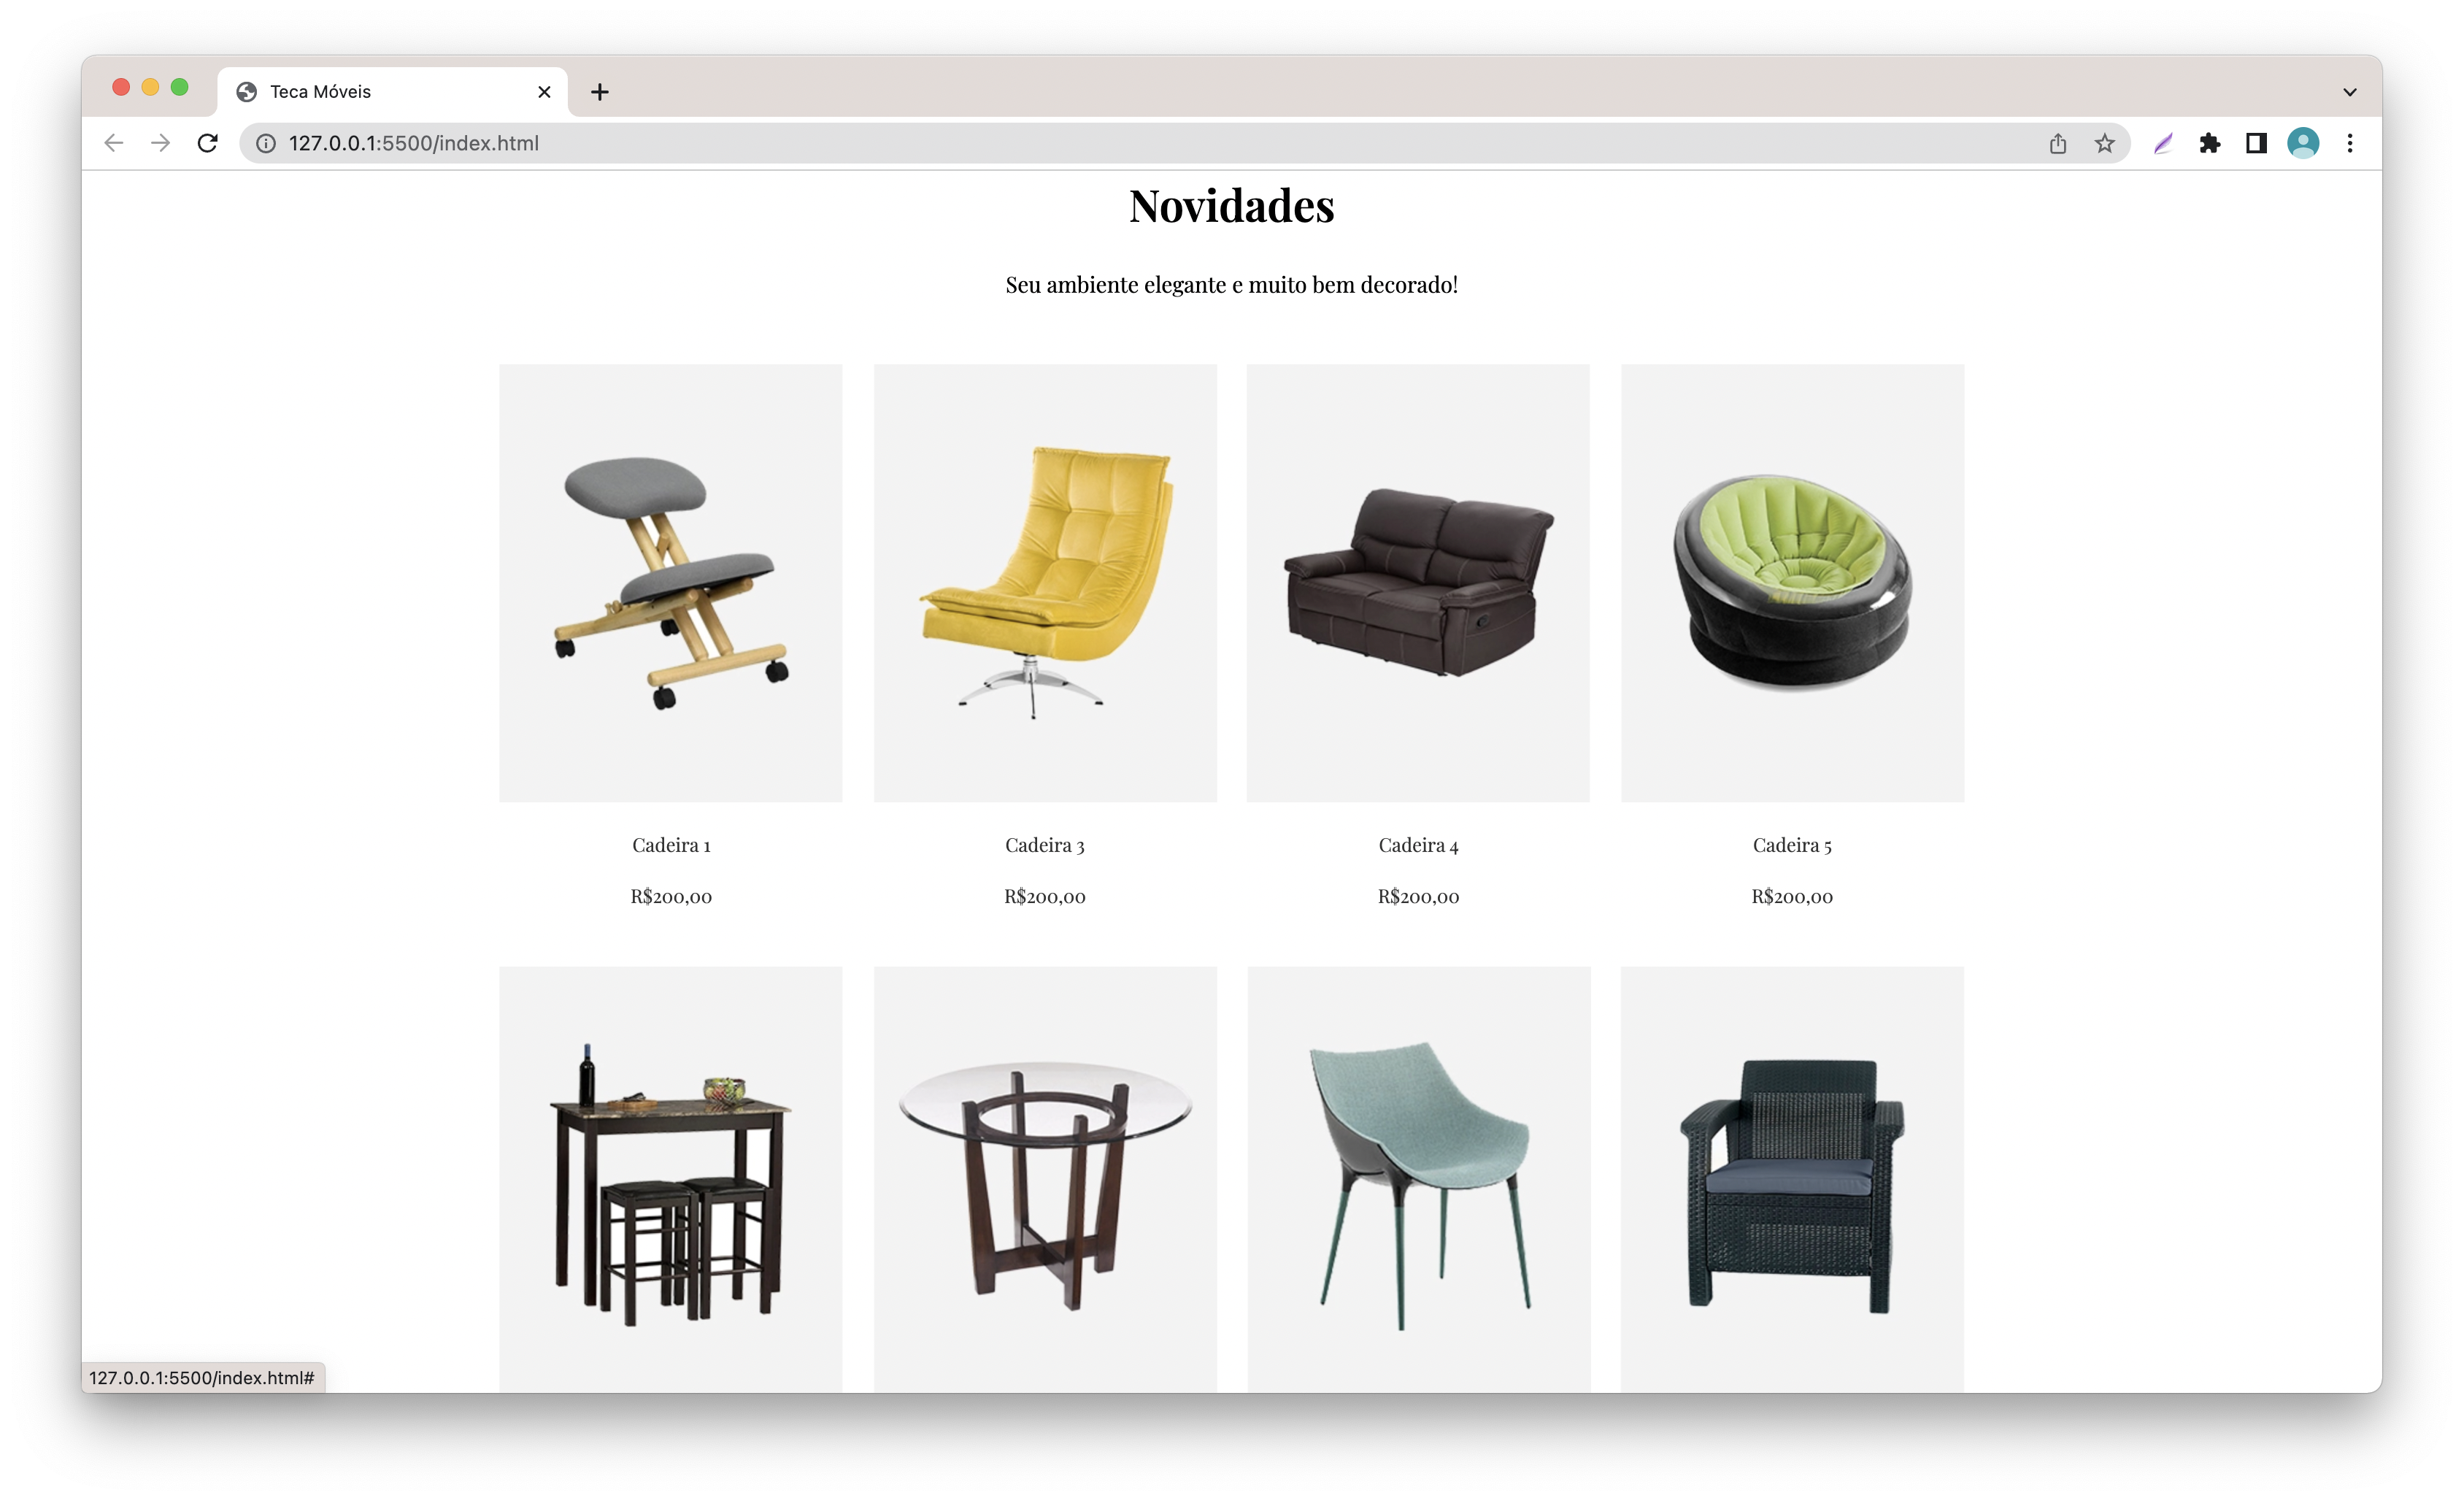 Teca Móveis
127.0.0.1:5500/index.html
Novidades
Seu ambiente elegante e muito bem decorado!
Cadeira 1
R$200,00
Cadeira 3
R$200,00
Cadeira 4
R$200,00
Cadeira 5
R$200,00
127.0.0.1:5500/index.html#